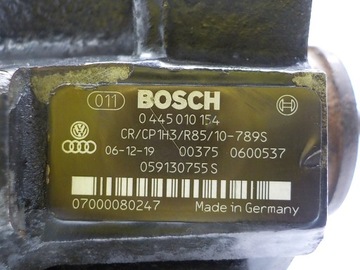 011 BOSCH
0 445 010 154
CR/CP1H3/R85/10-789S
06-12-19 00375 0600537
059130755S
07000080247 Made in Germany